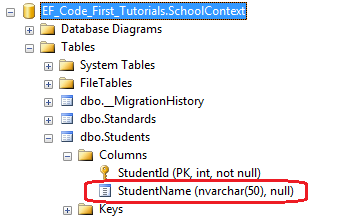 EF_Code_First_Tutorials.SchoolContext
Database Diagrams
Tables
System Tables
FileTables
dbo.__MigrationHistory
dbo.Standards
dbo.Students
Columns
StudentId (PK, int, not null)
StudentName (nvarchar(50), null)
Keys